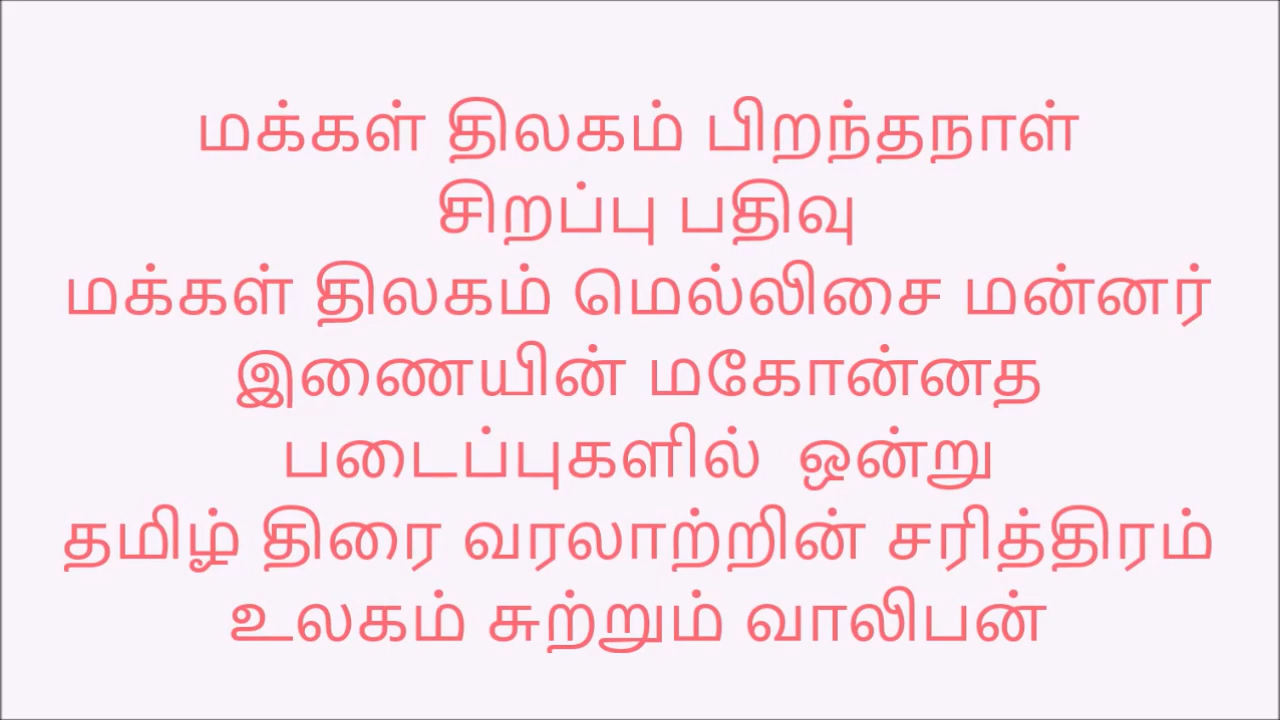 மக்கள் திலகம் பிறந்தநாள்
சிறப்பு பதிவு
மக்கள் திலகம் மெல்லிசை மன்னர்
இணையின் மகோன்னத
படைப்புகளில் ஒன்று
தமிழ் திரை வரலாற்றின் சரித்திரம்
உலகம் சுற்றும் வாலிபன்